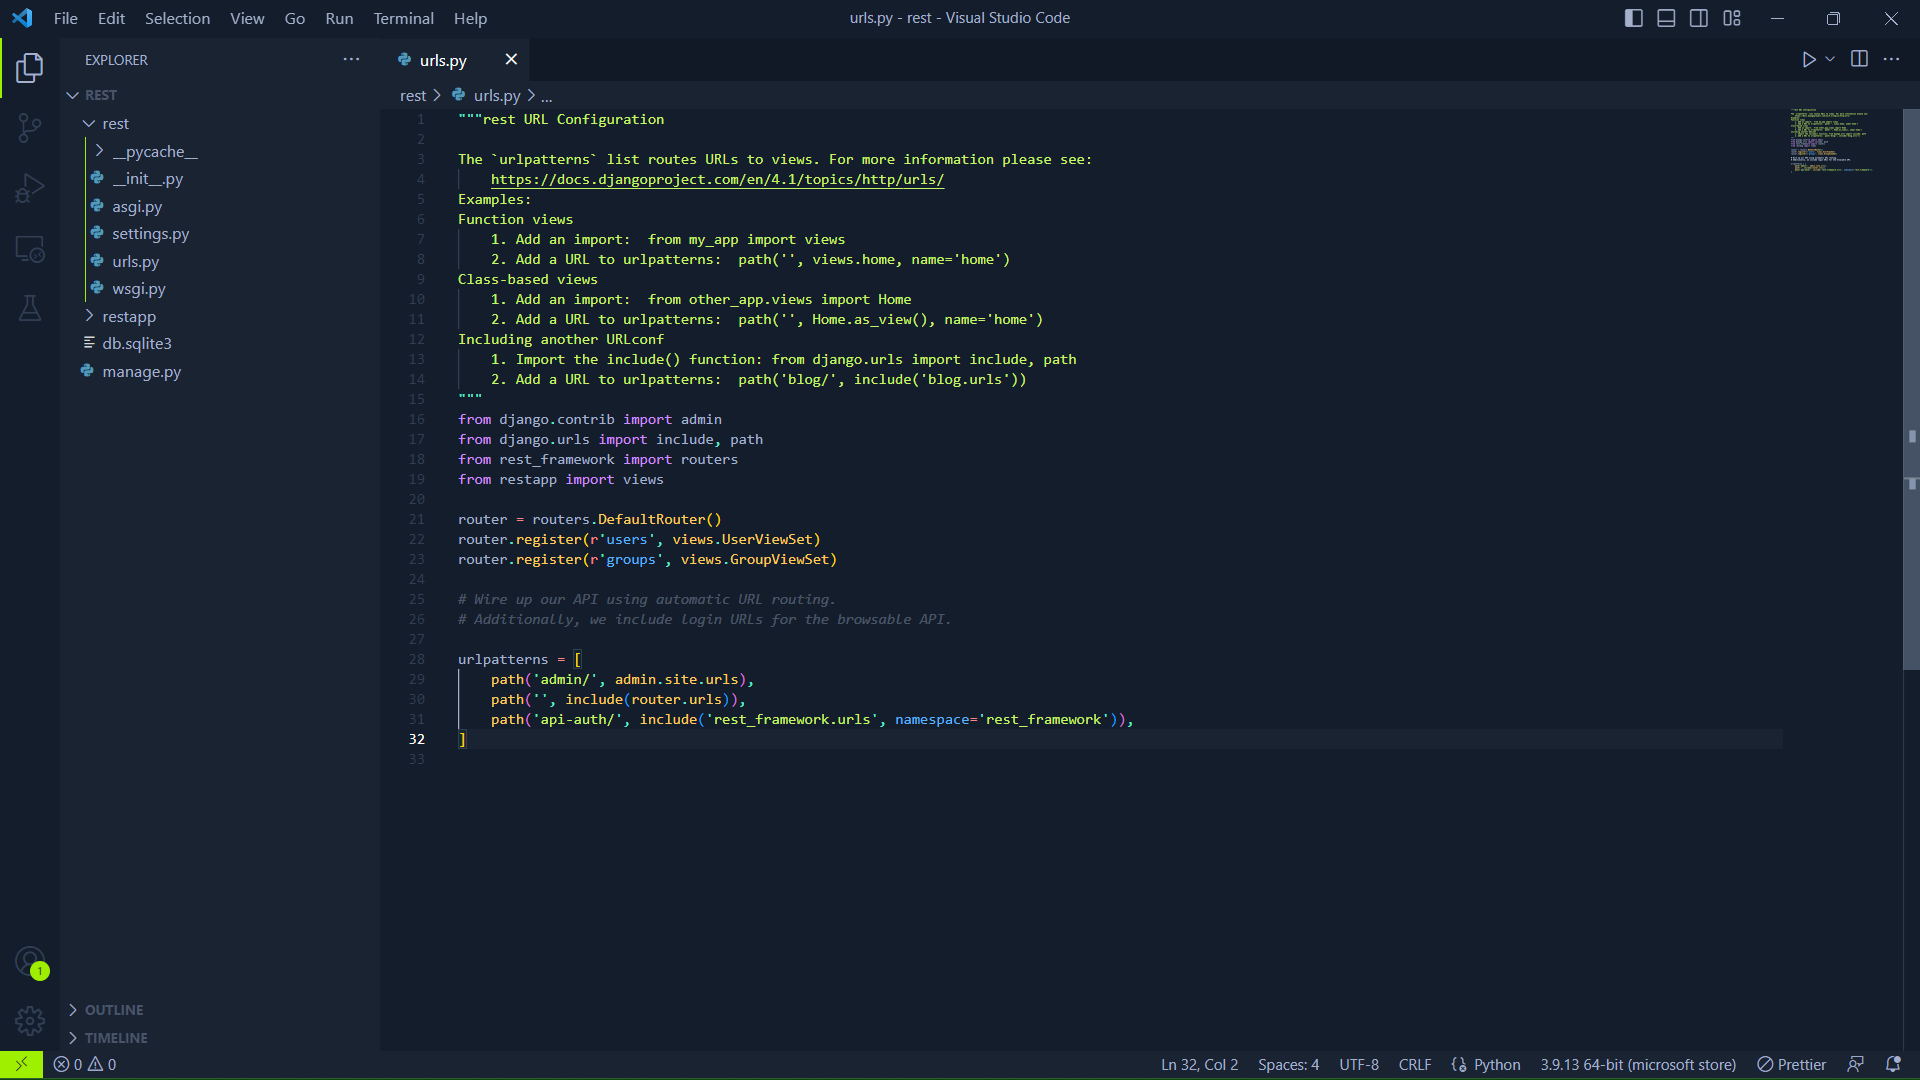 File Edit Selection View Go Run Terminal Help
urls.py - rest - Visual Studio Code
EXPLORER
REST
rest
__pycache__
__init__.py
asgi.py
settings.py
urls.py
wsgi.py
restapp
db.sqlite3
manage.py
OUTLINE
TIMELINE
1
urls.py
rest > urls.py > ...
1 """rest URL Configuration
2
3 The `urlpatterns` list routes URLs to views. For more information please see:
4     https://docs.djangoproject.com/en/4.1/topics/http/urls/
5 Examples:
6 Function views
7     1. Add an import:  from my_app import views
8     2. Add a URL to urlpatterns:  path('', views.home, name='home')
9 Class-based views
10     1. Add an import:  from other_app.views import Home
11     2. Add a URL to urlpatterns:  path('', Home.as_view(), name='home')
12 Including another URLconf
13     1. Import the include() function: from django.urls import include, path
14     2. Add a URL to urlpatterns:  path('blog/', include('blog.urls'))
15 """
16 from django.contrib import admin
17 from django.urls import include, path
18 from rest_framework import routers
19 from restapp import views
20
21 router = routers.DefaultRouter()
22 router.register(r'users', views.UserViewSet)
23 router.register(r'groups', views.GroupViewSet)
24
25 # Wire up our API using automatic URL routing.
26 # Additionally, we include login URLs for the browsable API.
27
28 urlpatterns = [
29     path('admin/', admin.site.urls),
30     path('', include(router.urls)),
31     path('api-auth/', include('rest_framework.urls', namespace='rest_framework')),
32 ]
33
0 0
Ln 32, Col 2 Spaces: 4 UTF-8 CRLF Python 3.9.13 64-bit (microsoft store) Prettier